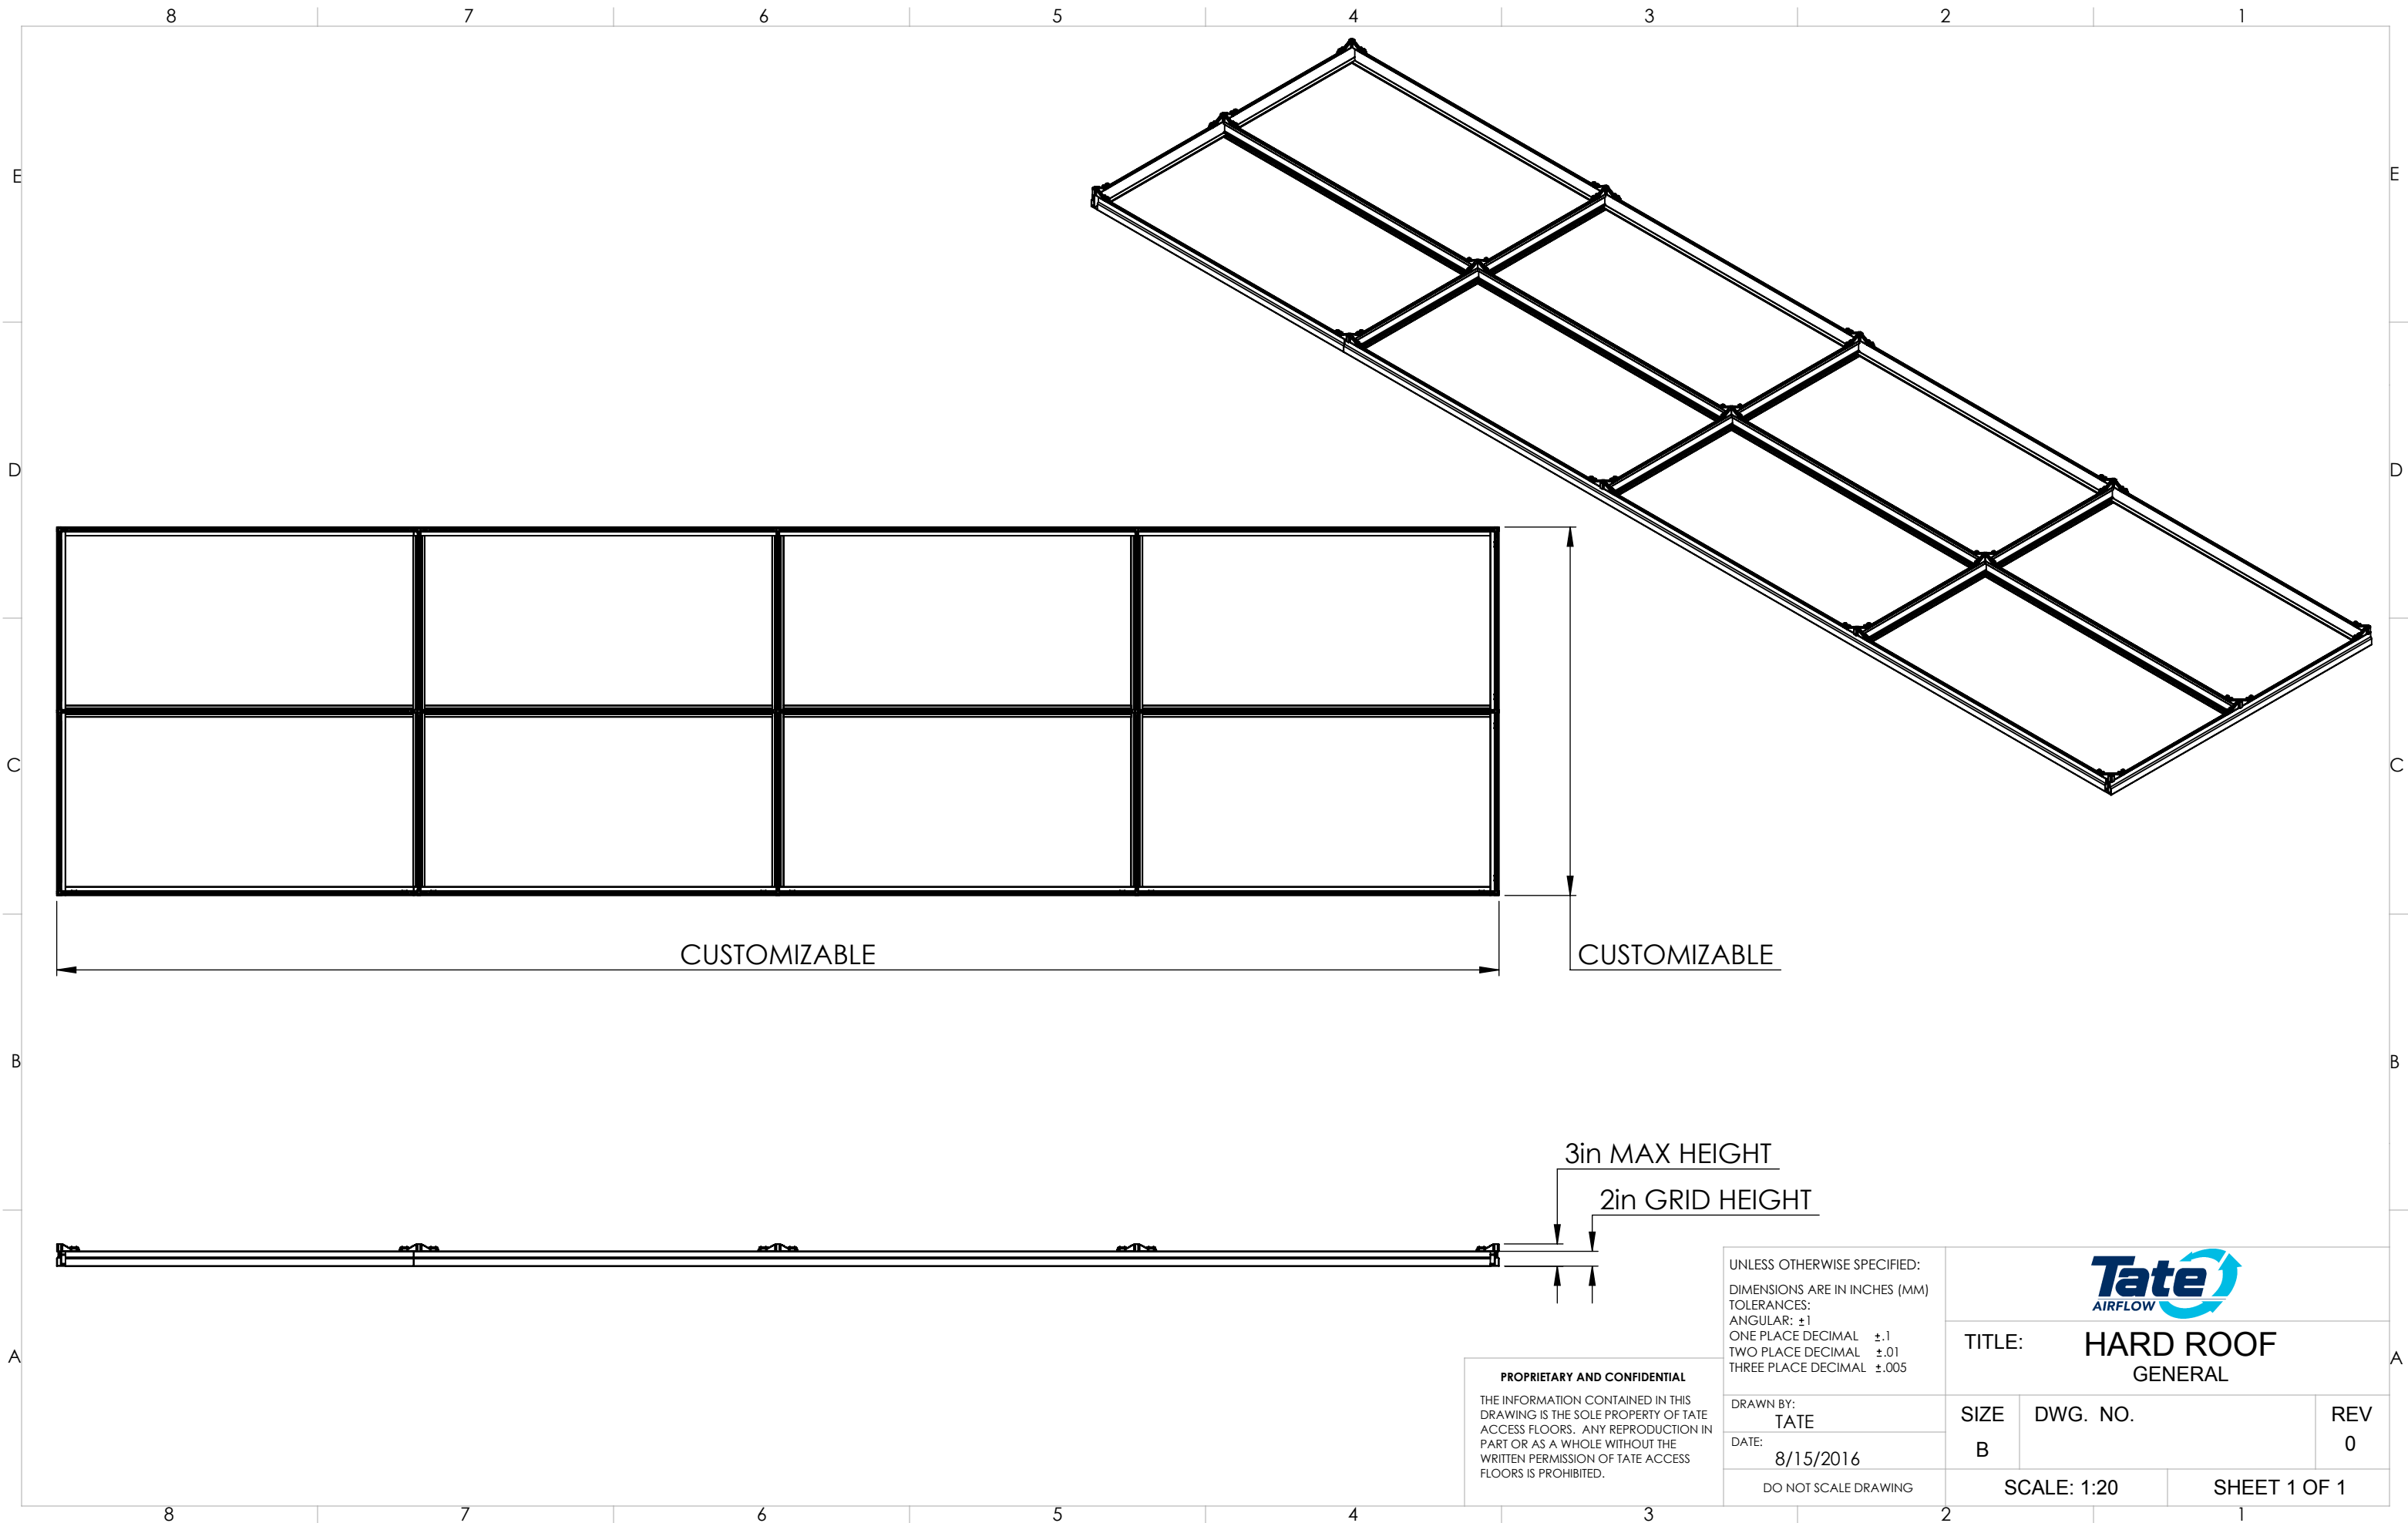 8 7 6 5 4 3 2 1
E E
D D
C C
CUSTOMIZABLE
CUSTOMIZABLE
B B
3in MAX HEIGHT
2in GRID HEIGHT
A A
PROPRIETARY AND CONFIDENTIAL
THE INFORMATION CONTAINED IN THIS
DRAWING IS THE SOLE PROPERTY OF TATE
ACCESS FLOORS. ANY REPRODUCTION IN
PART OR AS A WHOLE WITHOUT THE
WRITTEN PERMISSION OF TATE ACCESS
FLOORS IS PROHIBITED.
UNLESS OTHERWISE SPECIFIED:
DIMENSIONS ARE IN INCHES (MM)
TOLERANCES:
ANGULAR: ±1
ONE PLACE DECIMAL ±.1
TWO PLACE DECIMAL ±.01
THREE PLACE DECIMAL ±.005
DRAWN BY:
TATE
DATE:
8/15/2016
DO NOT SCALE DRAWING
Tate
AIRFLOW
TITLE: HARD ROOF
GENERAL
SIZE DWG. NO. REV
B 0
SCALE: 1:20 SHEET 1 OF 1
8 7 6 5 4 3 2 1